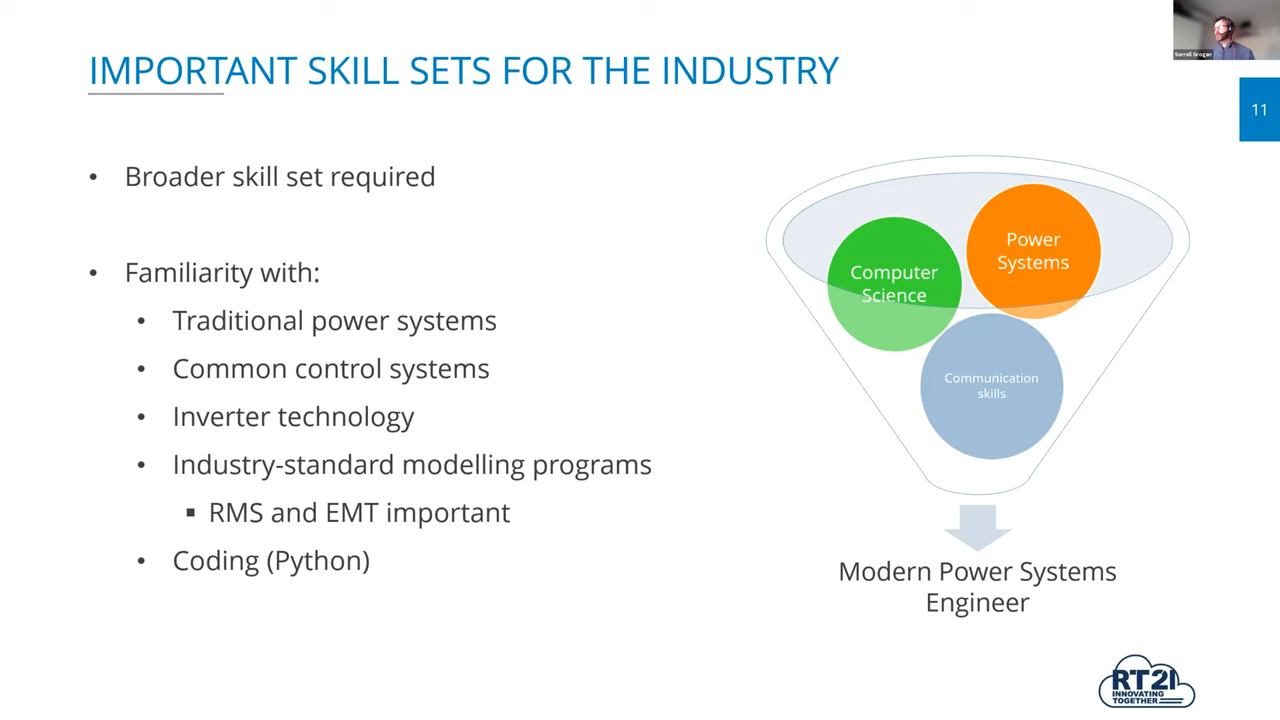 IMPORTANT SKILL SETS FOR THE INDUSTRY
Sorrell Grogan
11
• Broader skill set required
• Familiarity with:
• Traditional power systems
• Common control systems
• Inverter technology
• Industry-standard modelling programs
▪ RMS and EMT important
• Coding (Python)
Computer
Science
Power
Systems
Communication
skills
Modern Power Systems
Engineer
RT2I
INNOVATING
TOGETHER